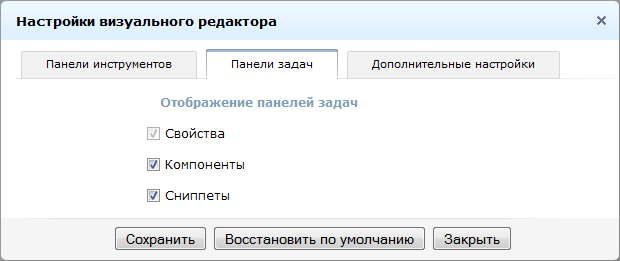 Настройки визуального редактора
Панели инструментов Панели задач Дополнительные настройки
Отображение панелей задач
Свойства
Компоненты
Сниппеты
Сохранить Восстановить по умолчанию Закрыть